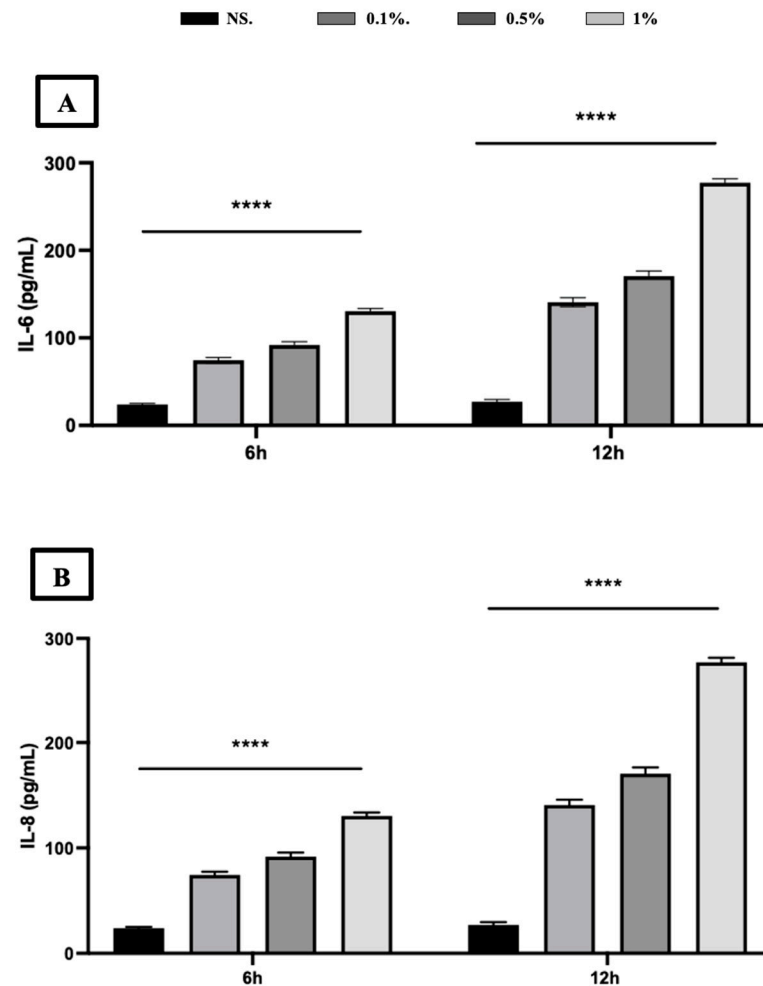 NS. 0.1%. 0.5% 1%
A
****
****
300
200
100
0
IL-6 (pg/mL)
6h 12h
B
****
****
300
200
100
0
IL-8 (pg/mL)
6h 12h